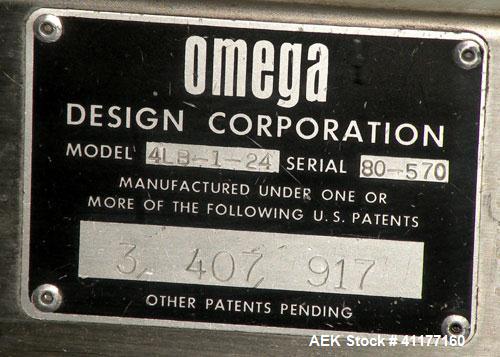 omega
DESIGN CORPORATION
MODEL 4LB-1-24 SERIAL 80-570
MANUFACTURED UNDER ONE OR
MORE OF THE FOLLOWING U.S. PATENTS
3, 407, 917
OTHER PATENTS PENDING
AEK Stock #41177160